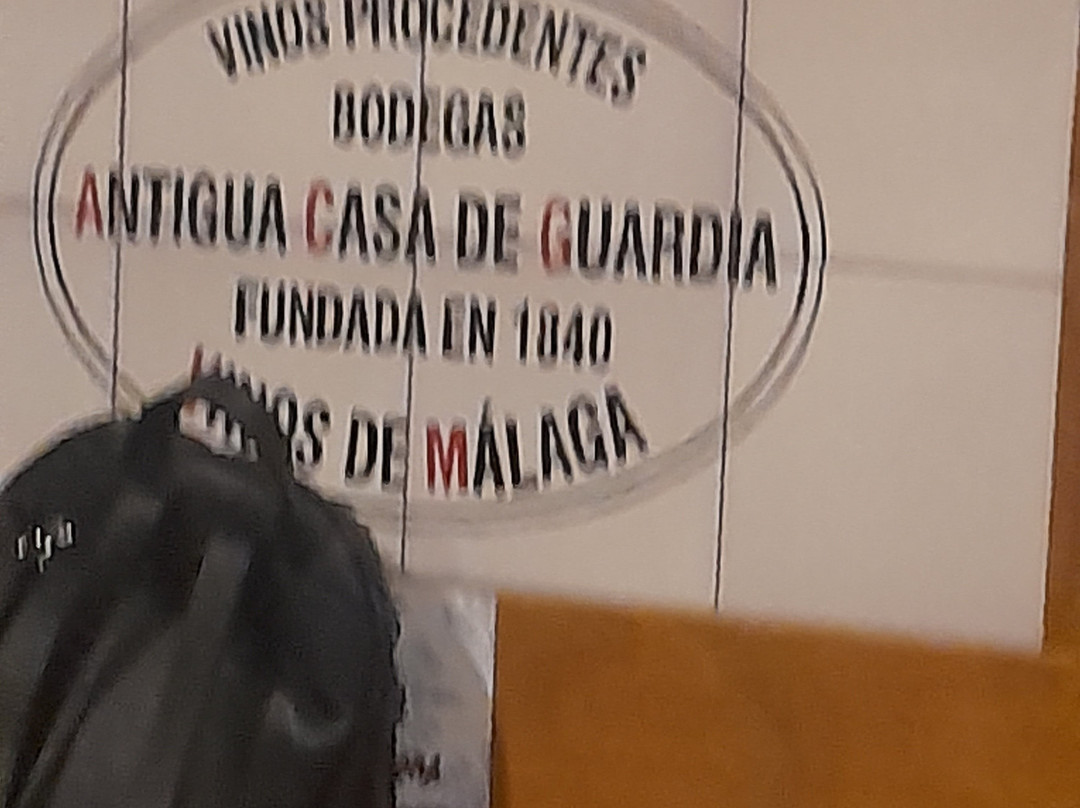 VINOS PROCEDENTES
BODEGAS
ANTIGUA CASA DE GUARDIA
FUNDADA EN 1840
DE MÁLAGA